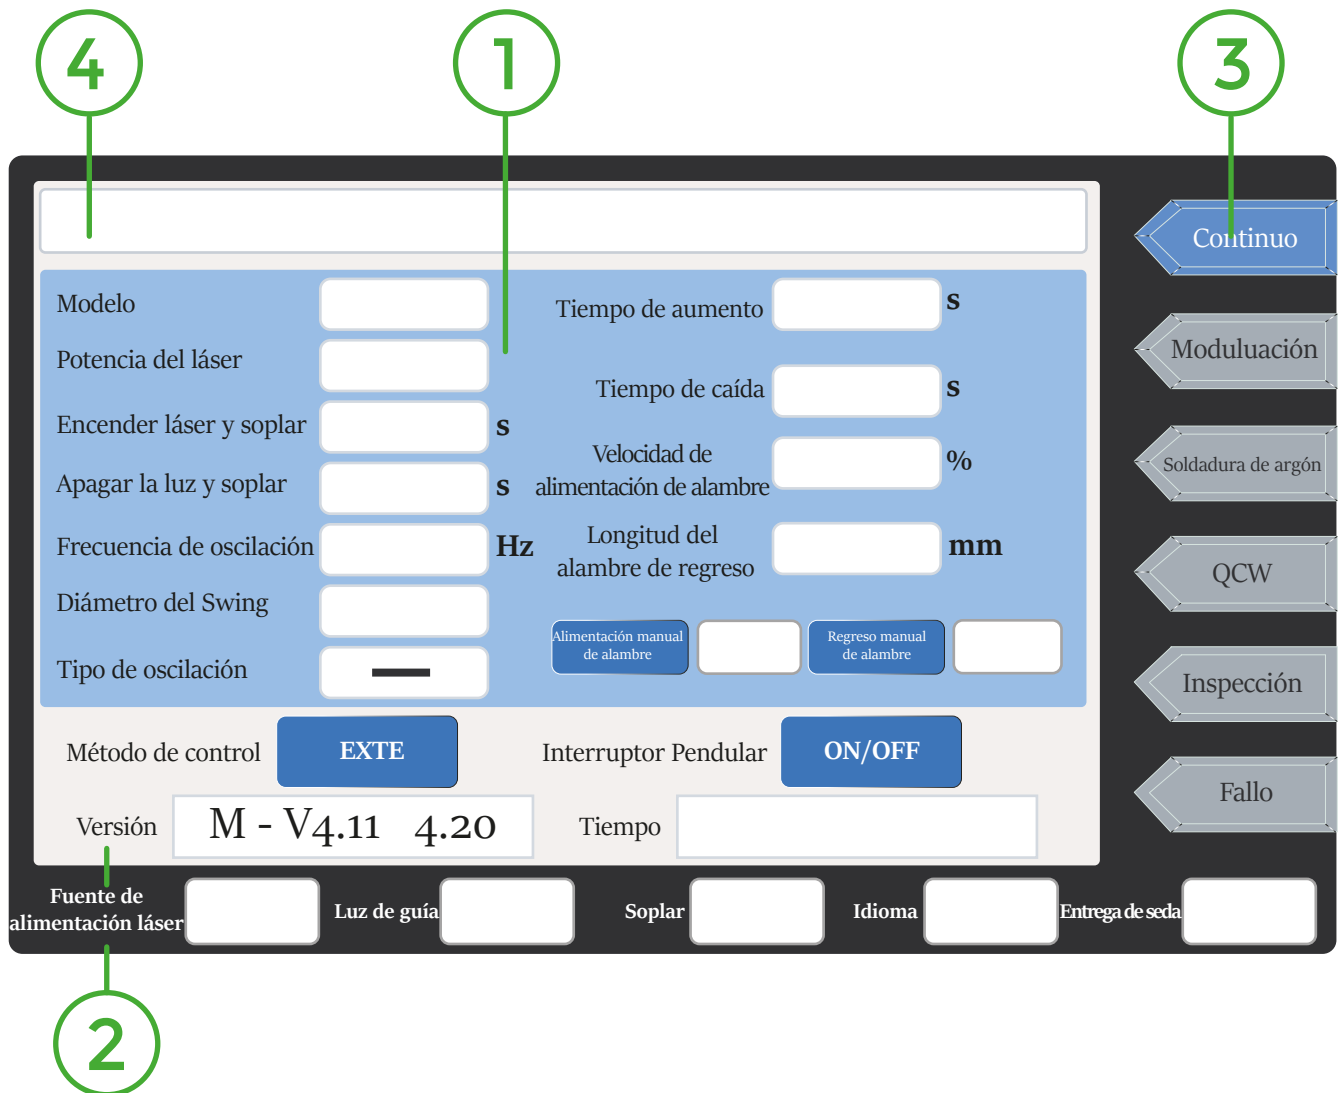 4
1
3
Continuo
Modelo
Tiempo de aumento
s
Moduluación
Potencia del láser
Tiempo de caída
s
Encender láser y soplar
s
Velocidad de
alimentación de alambre
%
Soldadura de argón
Apagar la luz y soplar
s
Frecuencia de oscilación
Hz
Longitud del
alambre de regreso
mm
QCW
Diámetro del Swing
Alimentación manual
de alambre
Regreso manual
de alambre
Tipo de oscilación
Inspección
Método de control
EXTE
Interruptor Pendular
ON/OFF
Fallo
Versión
M - V4.11 4.20
Tiempo
Fuente de
alimentación láser
Luz de guía
Soplar
Idioma
Entrega de seda
2